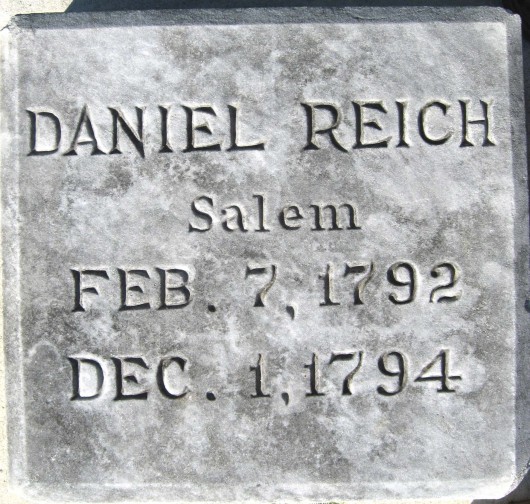 DANIEL REICH
Salem
FEB. 7, 1792
DEC. 1, 1794